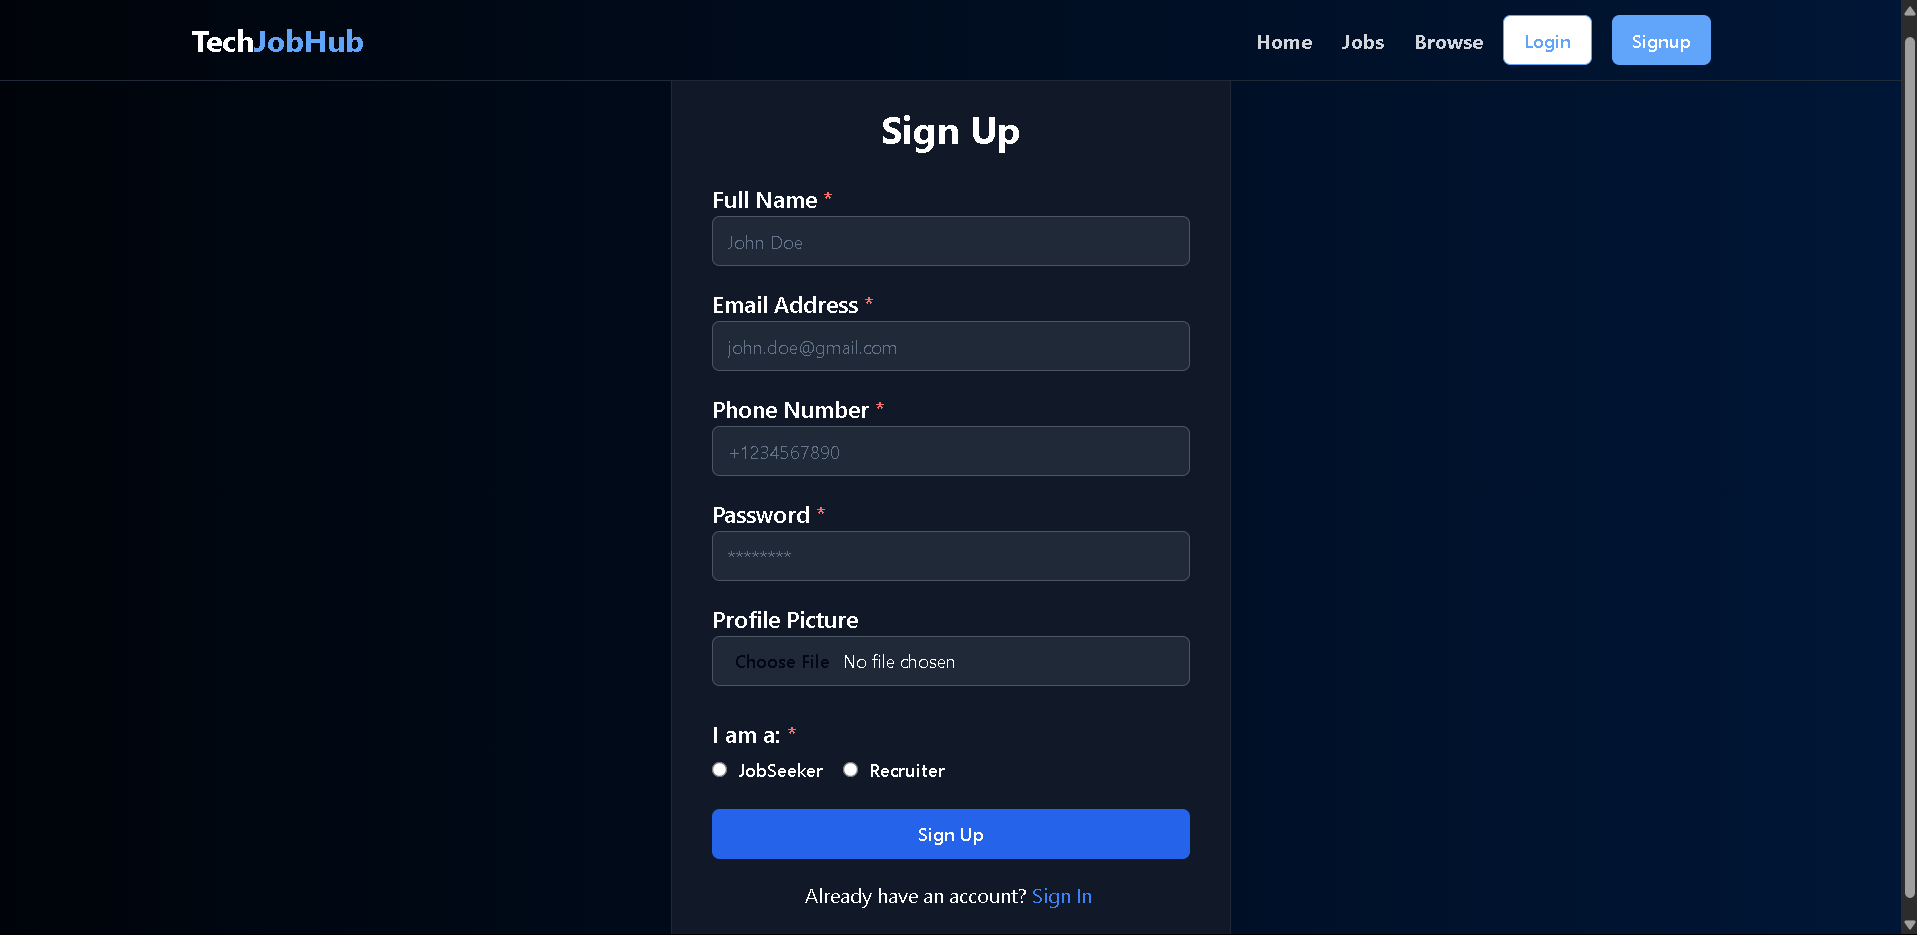 TechJobHub
Home Jobs Browse Login Signup
Sign Up
Full Name *
John Doe
Email Address *
john.doe@gmail.com
Phone Number *
+1234567890
Password *
********
Profile Picture
Choose File No file chosen
I am a: *
JobSeeker Recruiter
Sign Up
Already have an account? Sign In